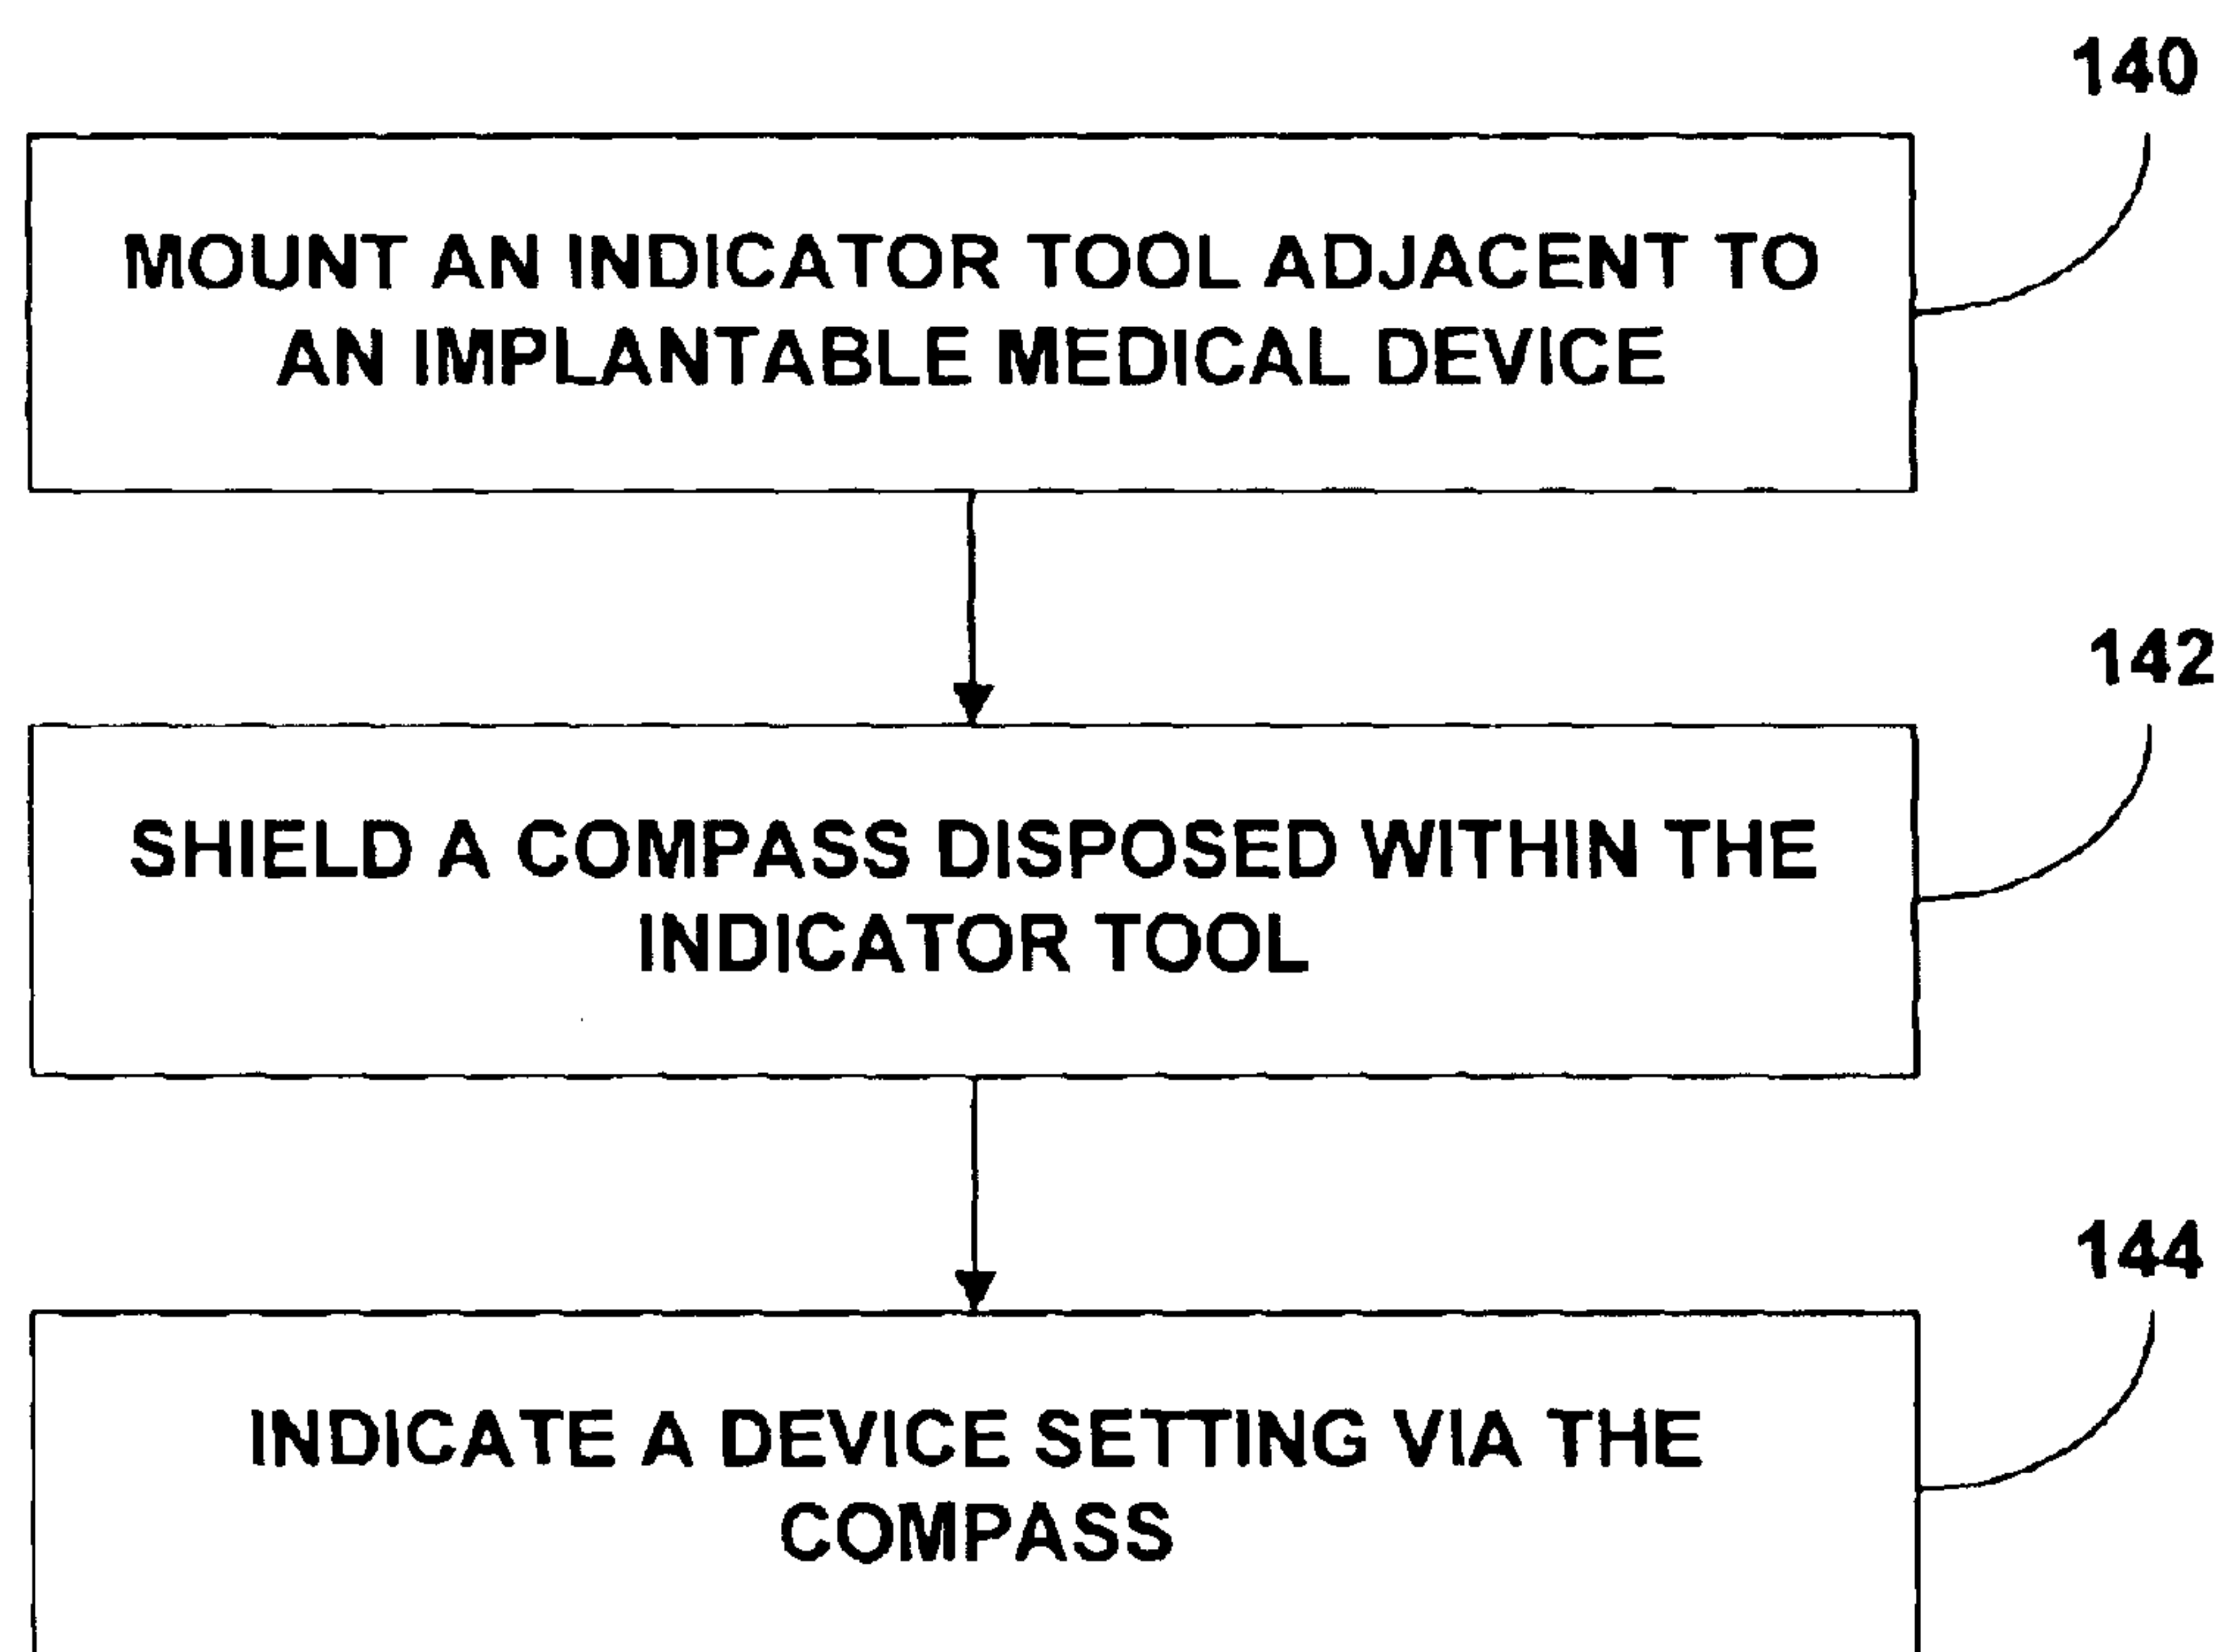 140
MOUNT AN INDICATOR TOOL ADJACENT TO
AN IMPLANTABLE MEDICAL DEVICE
142
SHIELD A COMPASS DISPOSED WITHIN THE
INDICATOR TOOL
144
INDICATE A DEVICE SETTING VIA THE
COMPASS